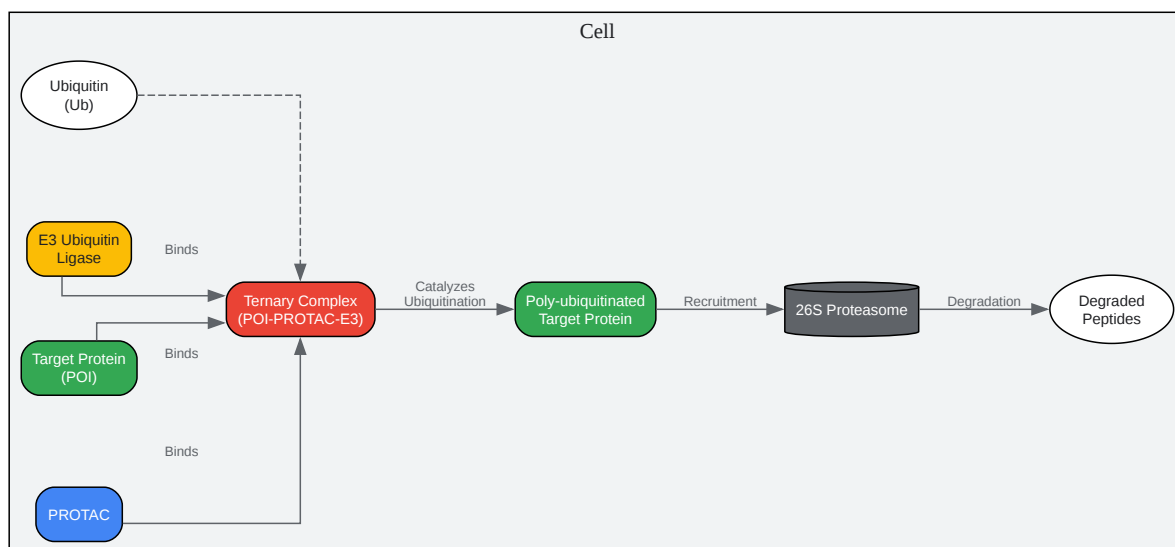 Cell
Ubiquitin
(Ub)
E3 Ubiquitin
Ligase
Binds
Target Protein
(POI)
Binds
Binds
PROTAC
Ternary Complex
(POI-PROTAC-E3)
Catalyzes
Ubiquitination
Poly-ubiquitinated
Target Protein
Recruitment
26S Proteasome
Degradation
Degraded
Peptides